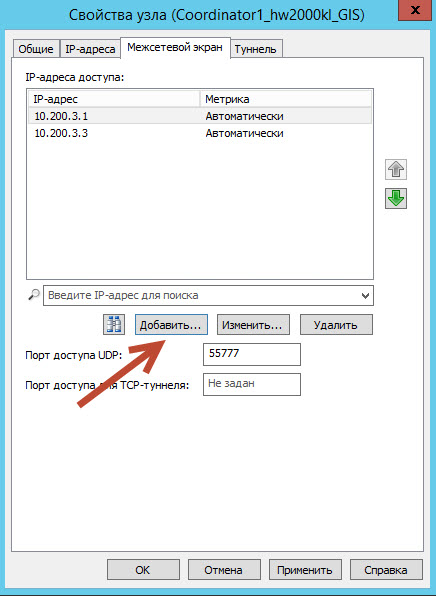 Свойства узла (Coordinator1_hw2000kl_GIS)
x
Общие IP-адреса Межсетевой экран Туннель
IP-адреса доступа:
IP-адрес Метрика
10.200.3.1 Автоматически
10.200.3.3 Автоматически
Введите IP-адрес для поиска
Добавить... Изменить... Удалить
Порт доступа UDP: 55777
Порт доступа для TCP-туннеля: Не задан
OK Отмена Применить Справка